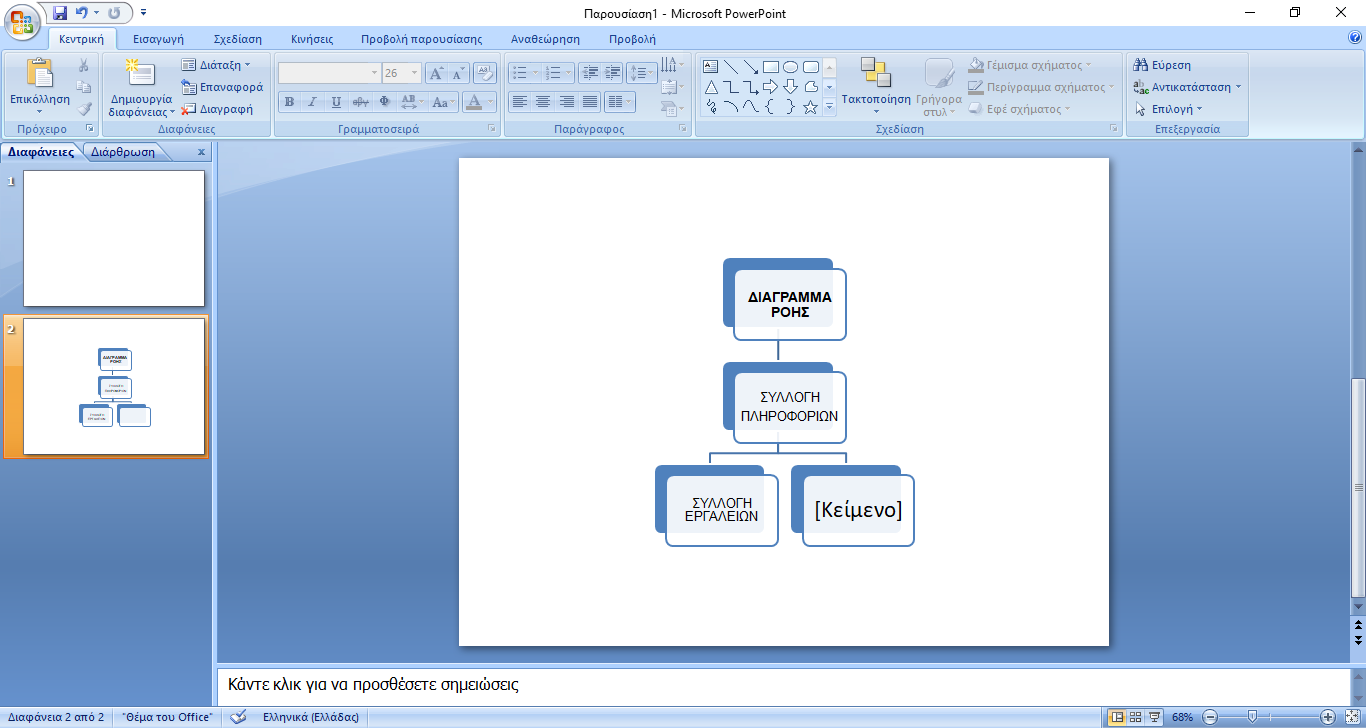 Παρουσίαση1 - Microsoft PowerPoint
Κεντρική Εισαγωγή Σχεδίαση Κινήσεις Προβολή παρουσίασης Αναθεώρηση Προβολή
Επικόλληση
Πρόχειρο
Δημιουργία
διαφάνειας
Διάταξη
Επαναφορά
Διαγραφή
Διαφάνειες
26
B I U abc AB Aa A
Γραμματοσειρά
Παράγραφος
Τακτοποίηση
Γρήγορα
στυλ
Γέμισμα σχήματος
Περίγραμμα σχήματος
Εφέ σχήματος
Σχεδίαση
Εύρεση
Αντικατάσταση
Επιλογή
Επεξεργασία
Διαφάνειες Διάρθρωση x
1
2
ΔΙΑΓΡΑΜΜΑ
ΡΟΗΣ
ΣΥΛΛΟΓΗ
ΠΛΗΡΟΦΟΡΙΩΝ
ΣΥΛΛΟΓΗ
ΕΡΓΑΛΕΙΩΝ
[Κείμενο]
Κάντε κλικ για να προσθέσετε σημειώσεις
Διαφάνεια 2 από 2 "Θέμα του Office" Ελληνικά (Ελλάδας) 68%